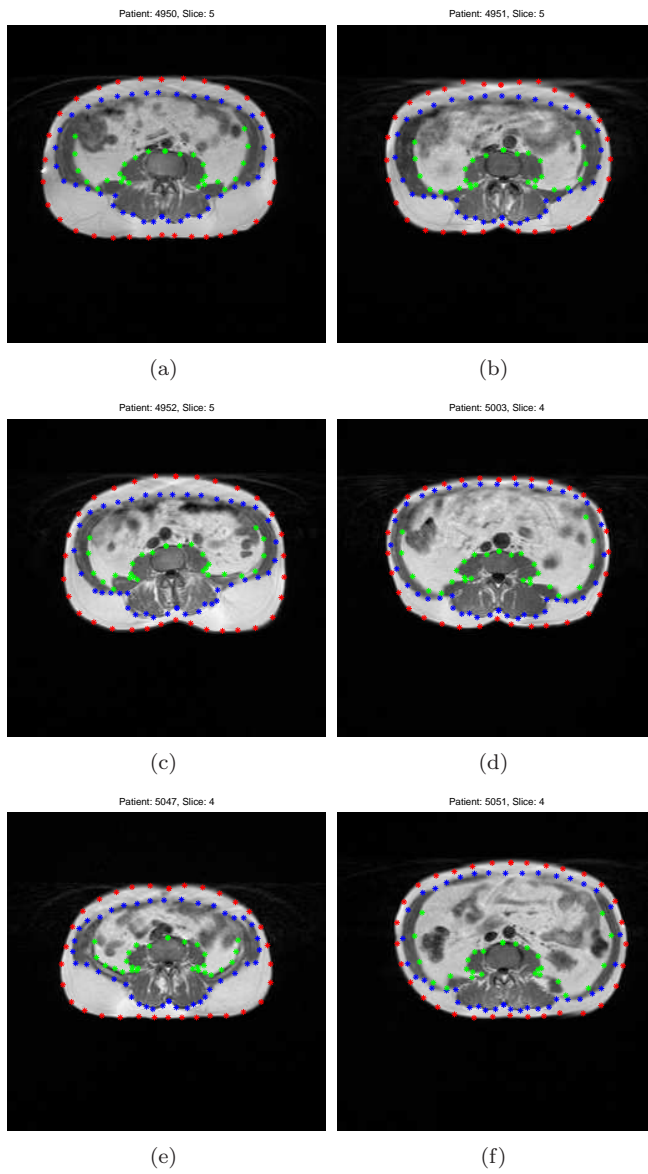 Patient: 4950, Slice: 5
Patient: 4951, Slice: 5
(a)
(b)
Patient: 4952, Slice: 5
Patient: 5003, Slice: 4
(c)
(d)
Patient: 5047, Slice: 4
Patient: 5051, Slice: 4
(e)
(f)